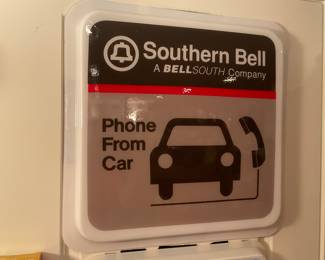 Southern Bell
A BELLSOUTH Company
Phone
From
Car